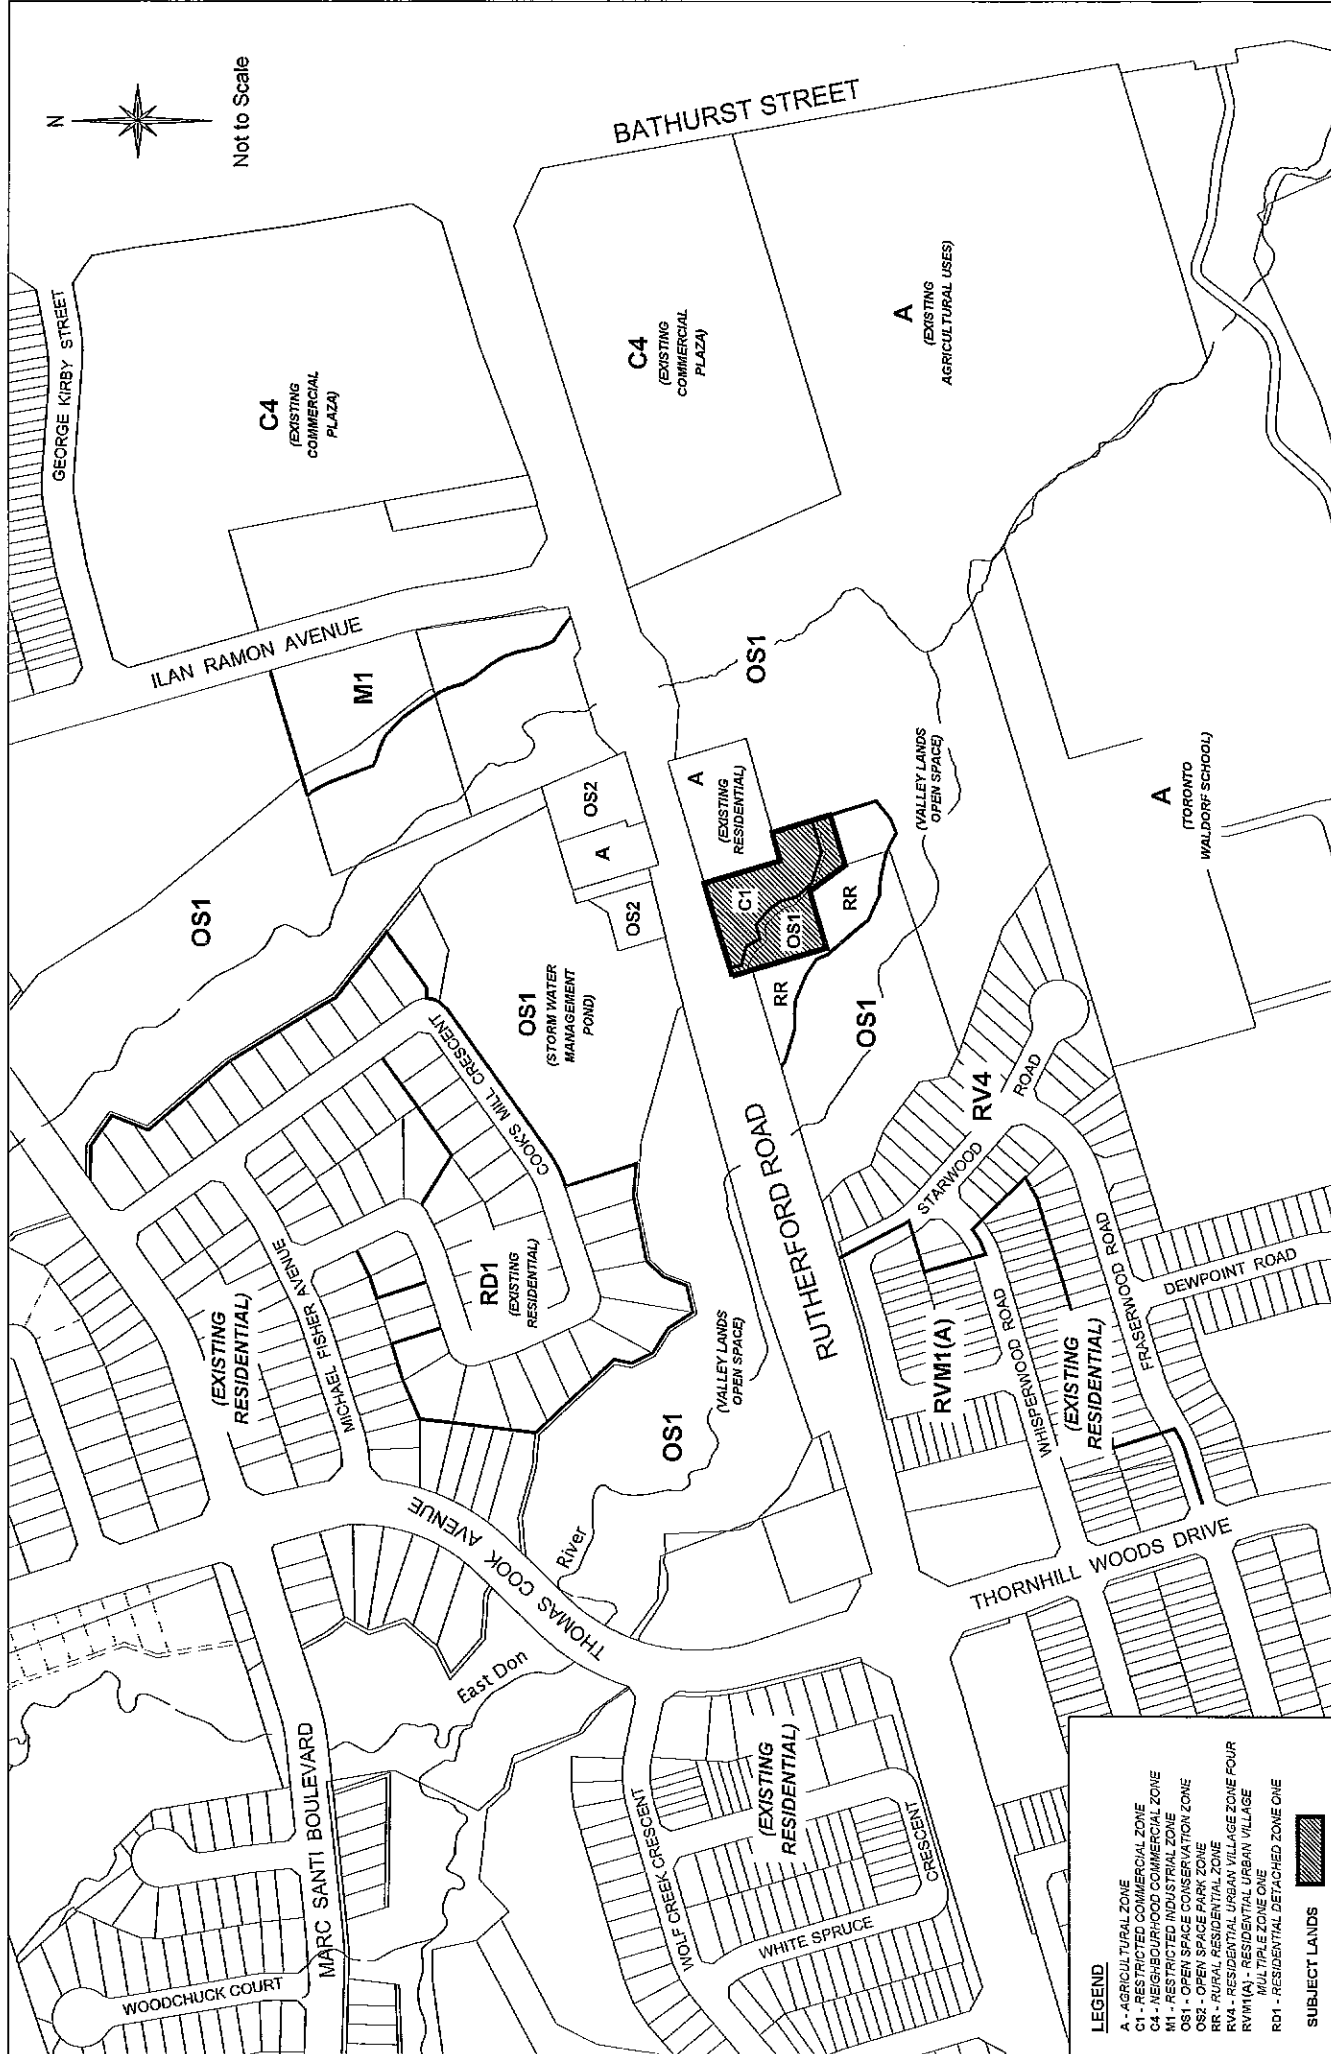 N
Not to Scale
BATHURST STREET
GEORGE KIRBY STREET
C4
(EXISTING
COMMERCIAL
PLAZA)
C4
(EXISTING
COMMERCIAL
PLAZA)
A
(EXISTING
AGRICULTURAL USES)
ILAN RAMON AVENUE
M1
OS1
OS1
OS2
A
OS2
A
(EXISTING
RESIDENTIAL)
C1
OS1
RR
RR
(VALLEY LANDS
OPEN SPACE)
OS1
A
(TORONTO
WALDORF SCHOOL)
OS1
(STORM WATER
MANAGEMENT
POND)
COOK'S MILL CRESCENT
RD1
(EXISTING
RESIDENTIAL)
MICHAEL FISHER AVENUE
(EXISTING
RESIDENTIAL)
RUTHERFORD ROAD
RV4
STARWOOD
ROAD
OS1
(VALLEY LANDS
OPEN SPACE)
RVM1(A)
WHISPERWOOD ROAD
(EXISTING
RESIDENTIAL)
FRASERWOOD ROAD
DEWPOINT ROAD
THORNHILL WOODS DRIVE
THOMAS COOK AVENUE
East Don
River
MARC SANTI BOULEVARD
WOODCHUCK COURT
WOLF CREEK CRESCENT
(EXISTING
RESIDENTIAL)
WHITE SPRUCE
CRESCENT
LEGEND
A - AGRICULTURAL ZONE
C1 - RESTRICTED COMMERCIAL ZONE
C4 - NEIGHBOURHOOD COMMERCIAL ZONE
M1 - RESTRICTED INDUSTRIAL ZONE
OS1 - OPEN SPACE CONSERVATION ZONE
OS2 - OPEN SPACE PARK ZONE
RR - RURAL RESIDENTIAL ZONE
RV4 - RESIDENTIAL URBAN VILLAGE ZONE FOUR
RVM1(A) - RESIDENTIAL URBAN VILLAGE
MULTIPLE ZONE ONE
RD1 - RESIDENTIAL DETACHED ZONE ONE
SUBJECT LANDS